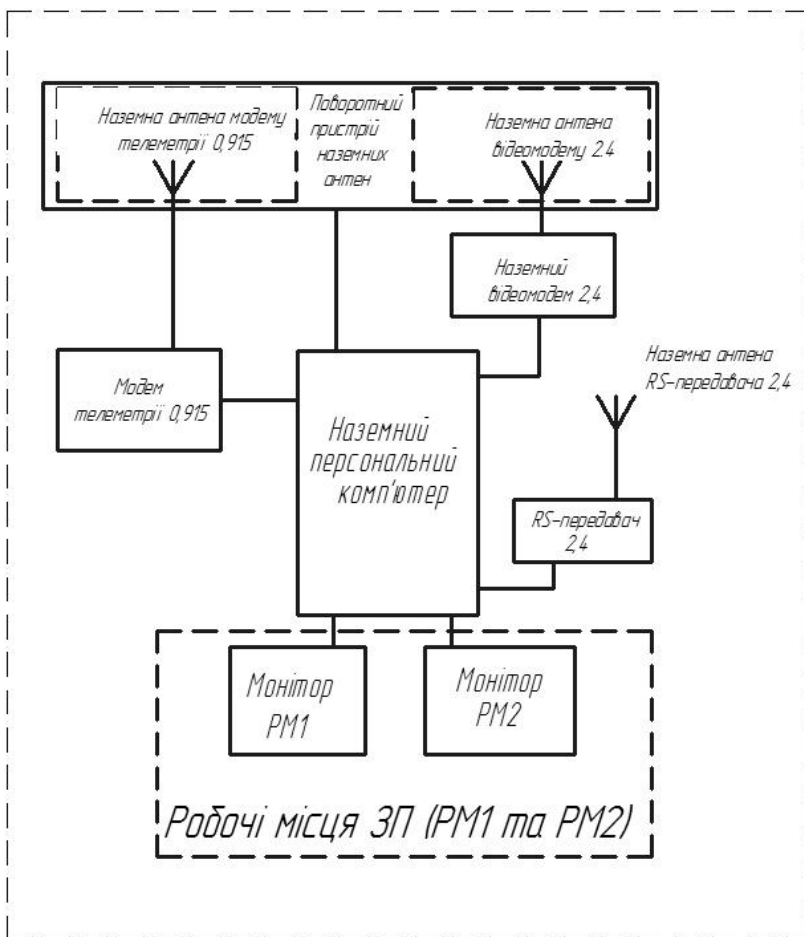 Наземна антена модему
телеметрії 0,915
Поворотний
пристрій
наземних
антен
Наземна антена
відеомодему 2.4
Наземний
відеомодем 2,4
Наземна антена
RS-передавача 2,4
Модем
телеметрії 0,915
Наземний
персональний
комп'ютер
RS-передавач
2,4
Монітор
РМ1
Монітор
РМ2
Робочі місця ЗП (РМ1 та РМ2)